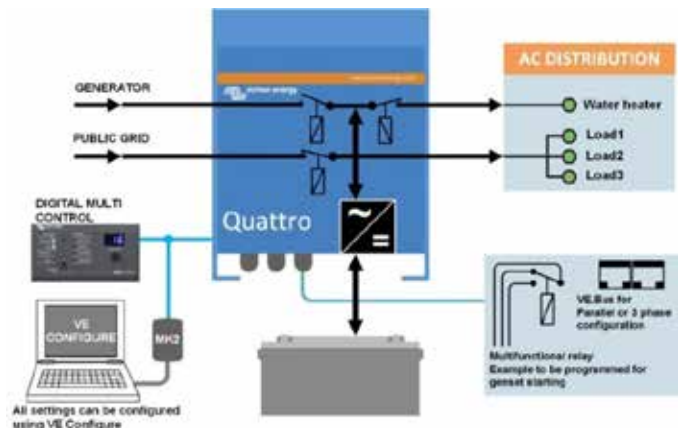 AC DISTRIBUTION
GENERATOR
victron energy
Water heater
PUBLIC GRID
Load1
Load2
Load3
DIGITAL MULTI
CONTROL
Quattro
VE
CONFIGURE
MK2
VE.Bus for
Parallel or 3 phase
configuration
Multifunctional relay
Example to be programmed for
genset starting
All settings can be configured
using VE Configure